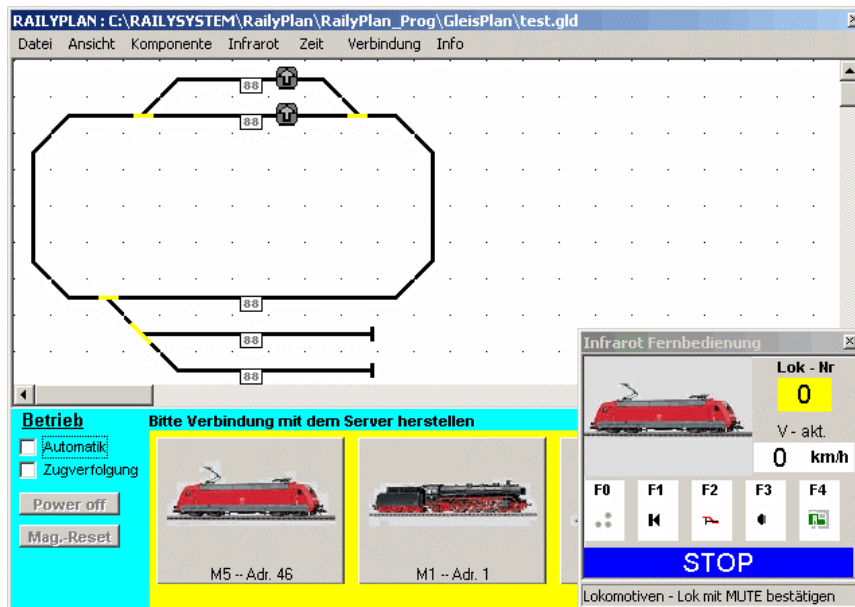 RAILYPLAN : C:\RAILYSYSTEM\RailyPlan\RailyPlan_Prog\GleisPlan\test.gld
Datei Ansicht Komponente Infrarot Zeit Verbindung Info
88
88
88
88
88
Betrieb
Automatik
Zugverfolgung
Power off
Mag.-Reset
Bitte Verbindung mit dem Server herstellen
M5 -- Adr. 46
M1 -- Adr. 1
Infrarot Fernbedienung
Lok - Nr
0
V - akt.
0 km/h
F0 F1 F2 F3 F4
STOP
Lokomotiven - Lok mit MUTE bestätigen